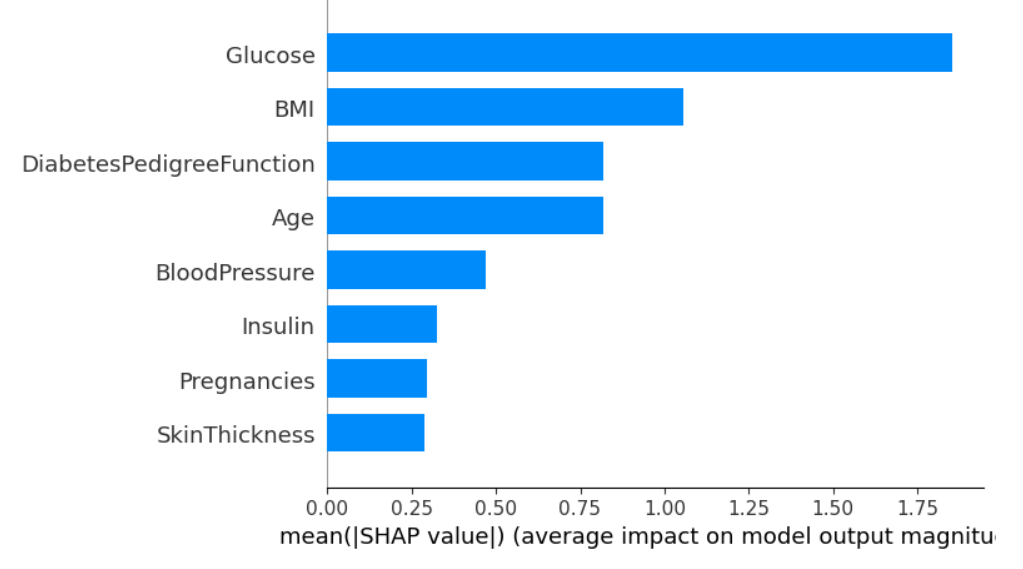 Glucose
BMI
DiabetesPedigreeFunction
Age
BloodPressure
Insulin
Pregnancies
SkinThickness
0.00 0.25 0.50 0.75 1.00 1.25 1.50 1.75
mean(|SHAP value|) (average impact on model output magnitu